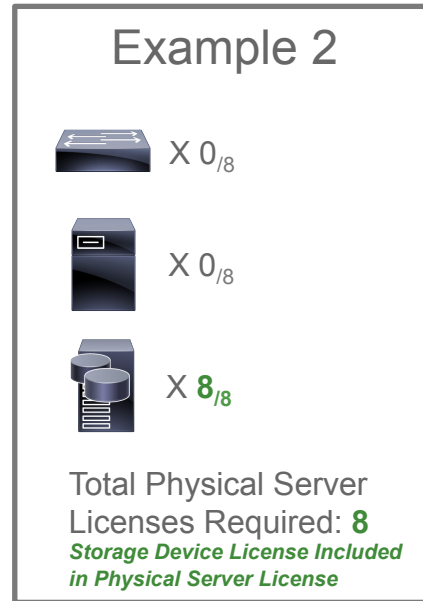 Example 2
X 0/8
X 0/8
X 8/8
Total Physical Server
Licenses Required: 8
Storage Device License Included
in Physical Server License